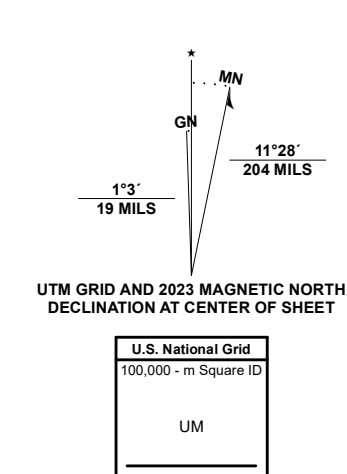 ★
MN
GN
11°28´
204 MILS
1°3´
19 MILS
UTM GRID AND 2023 MAGNETIC NORTH
DECLINATION AT CENTER OF SHEET
U.S. National Grid
100,000 - m Square ID
UM